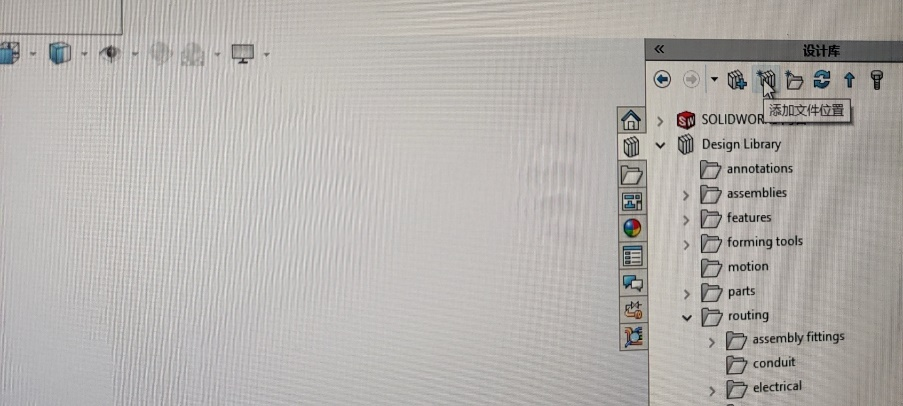 设计库
添加文件位置
SOLIDWOR
Design Library
annotations
assemblies
features
forming tools
motion
parts
routing
assembly fittings
conduit
electrical